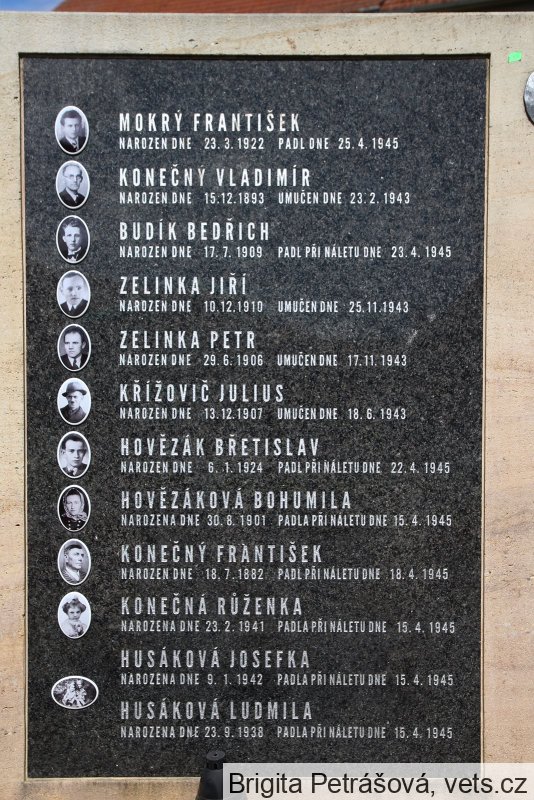 MOKRÝ FRANTIŠEK
NAROZEN DNE 23.3.1922 PADL DNE 25.4.1945
KONEČNÝ VLADIMÍR
NAROZEN DNE 15.12.1893 UMUČEN DNE 23.2.1943
BUDÍK BEDŘICH
NAROZEN DNE 17.7.1909 PADL PŘI NÁLETU DNE 23.4.1945
ZELINKA JIŘÍ
NAROZEN DNE 10.12.1910 UMUČEN DNE 25.11.1943
ZELINKA PETR
NAROZEN DNE 29.6.1906 UMUČEN DNE 17.11.1943
KŘÍŽOVIČ JULIUS
NAROZEN DNE 13.12.1907 UMUČEN DNE 18.6.1943
HOVĚZÁK BŘETISLAV
NAROZEN DNE 6.1.1924 PADL PŘI NÁLETU DNE 22.4.1945
HOVĚZÁKOVÁ BOHUMILA
NAROZENA DNE 30.8.1901 PADLA PŘI NÁLETU DNE 15.4.1945
KONEČNÝ FRANTIŠEK
NAROZEN DNE 18.7.1882 PADL PŘI NÁLETU DNE 18.4.1945
KONEČNÁ RŮŽENKA
NAROZENA DNE 23.2.1941 PADLA PŘI NÁLETU DNE 15.4.1945
HUSÁKOVÁ JOSEFKA
NAROZENA DNE 9.1.1942 PADLA PŘI NÁLETU DNE 15.4.1945
HUSÁKOVÁ LUDMILA
NAROZENA DNE 23.9.1938 PADLA PŘI NÁLETU DNE 15.4.1945
Brigita Petrášová, vets.cz